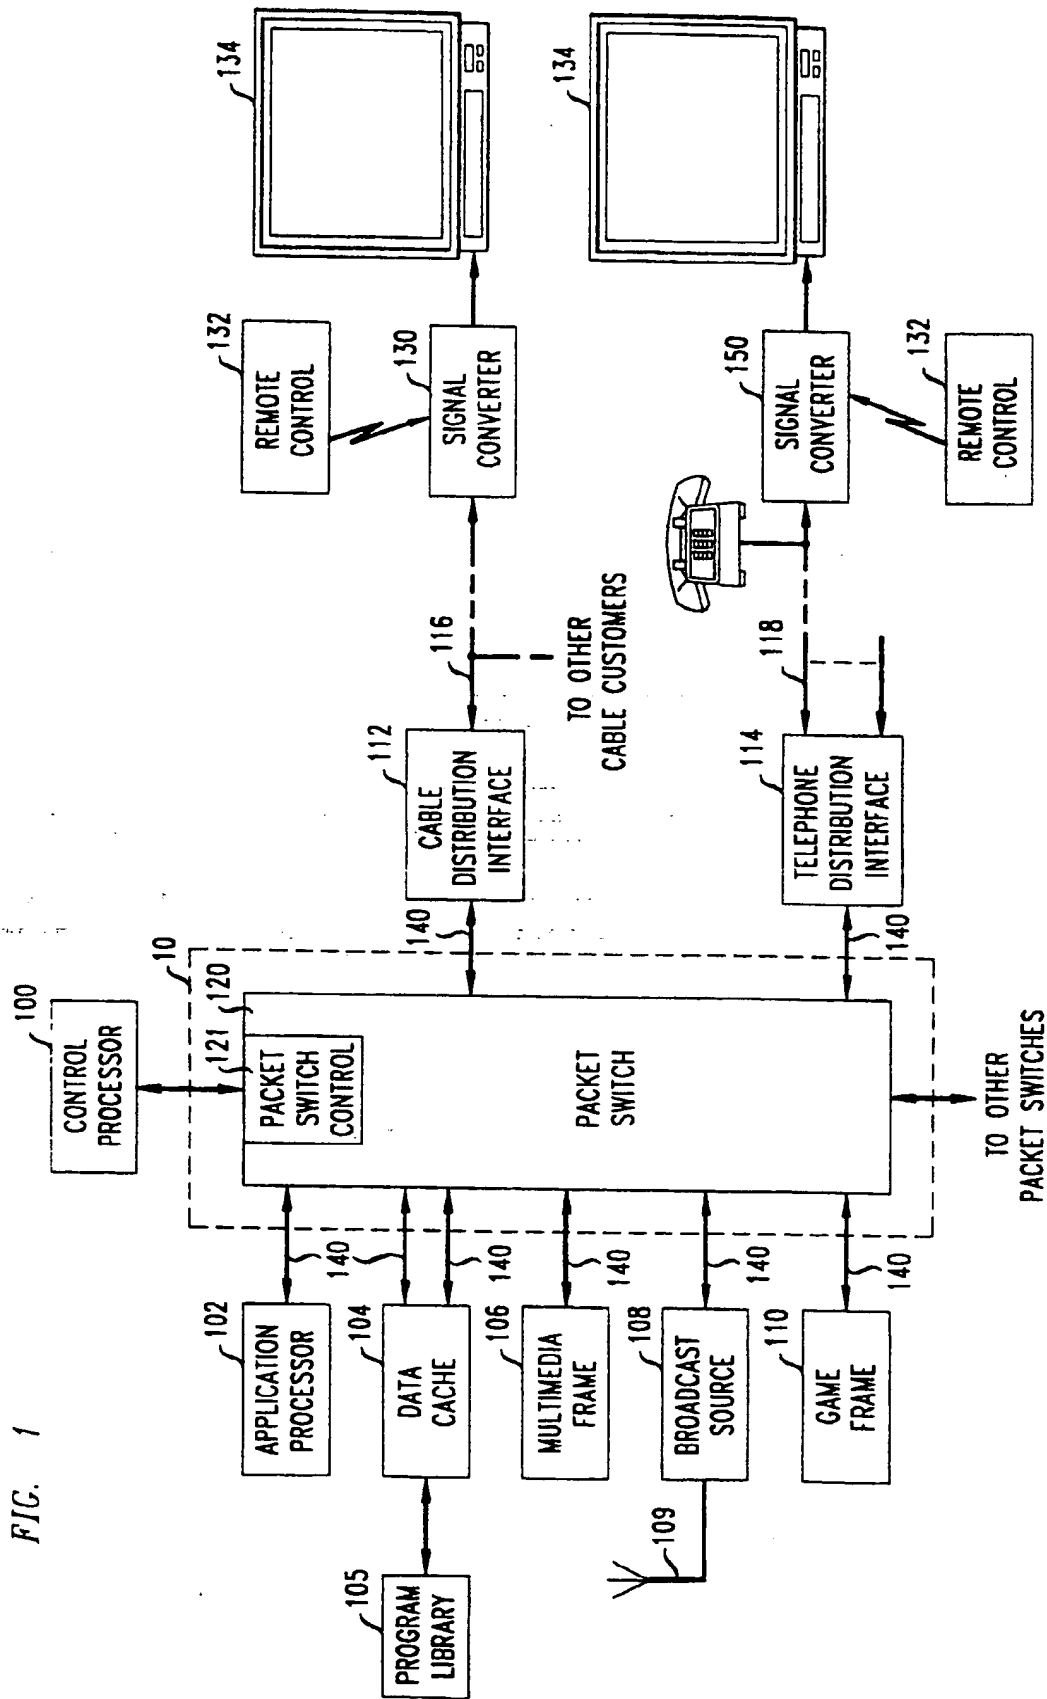 FIG. 1
100
CONTROL
PROCESSOR
10
121
120
PACKET
SWITCH
CONTROL
PACKET
SWITCH
102
APPLICATION
PROCESSOR
140
105
PROGRAM
LIBRARY
104
DATA
CACHE
140
140
106
MULTIMEDIA
FRAME
140
109
108
BROADCAST
SOURCE
140
110
GAME
FRAME
140
TO OTHER
PACKET SWITCHES
140
112
CABLE
DISTRIBUTION
INTERFACE
116
TO OTHER
CABLE CUSTOMERS
132
REMOTE
CONTROL
130
SIGNAL
CONVERTER
134
140
114
TELEPHONE
DISTRIBUTION
INTERFACE
118
150
SIGNAL
CONVERTER
132
REMOTE
CONTROL
134